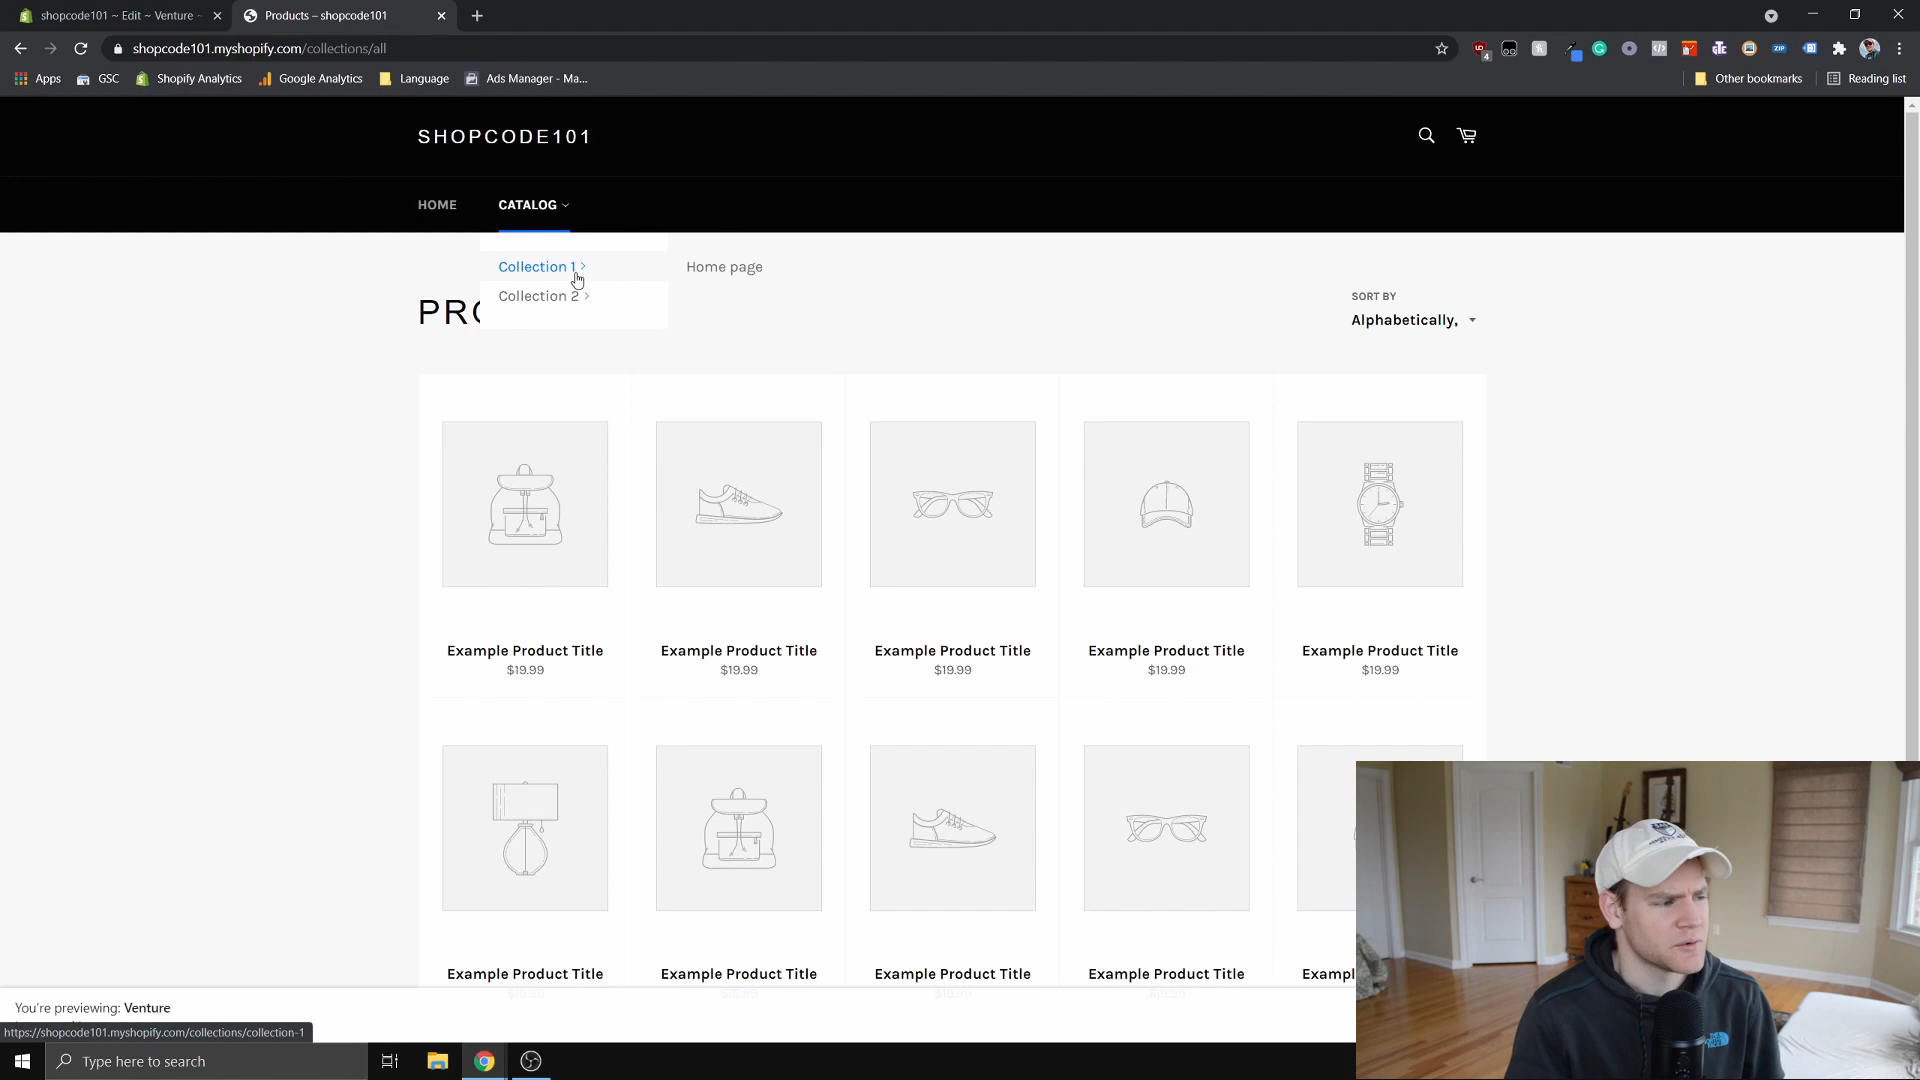 shopcode101 ~ Edit ~ Venture ~
Products – shopcode101
shopcode101.myshopify.com/collections/all
4
ZIP
Apps
GSC
Shopify Analytics
Google Analytics
Language
Ads Manager - Ma...
Other bookmarks
Reading list
SHOPCODE101
HOME
CATALOG
Collection 1
Home page
Collection 2
PRO
SORT BY
Alphabetically,
Example Product Title
$19.99
Example Product Title
$19.99
Example Product Title
$19.99
Example Product Title
$19.99
Example Product Title
$19.99
Example Product Title
Example Product Title
Example Product Title
Example Product Title
Exampl
You're previewing: Venture
https://shopcode101.myshopify.com/collections/collection-1
Type here to search